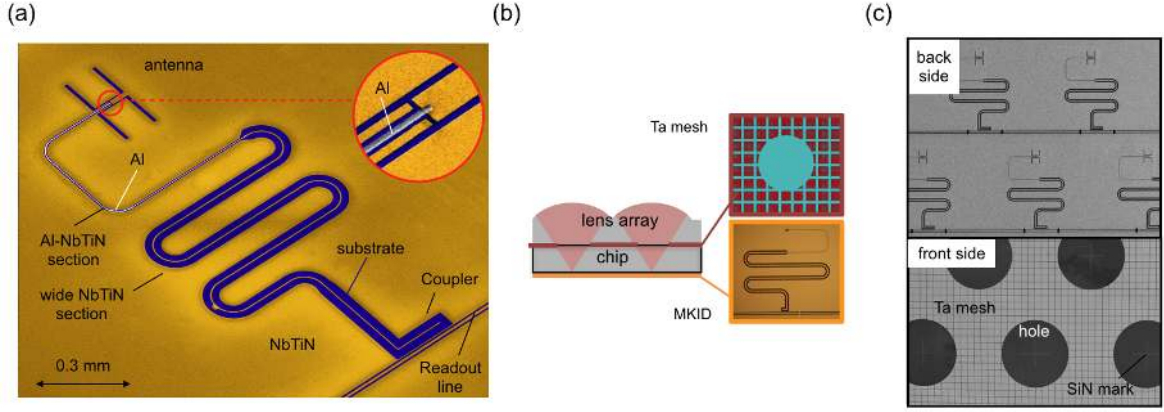 (a)
antenna
Al
Al
Al-NbTiN
section
wide NbTiN
section
substrate
Coupler
NbTiN
Readout
line
0.3 mm
(b)
Ta mesh
lens array
chip
MKID
(c)
back
side
front side
Ta mesh
hole
SiN mark